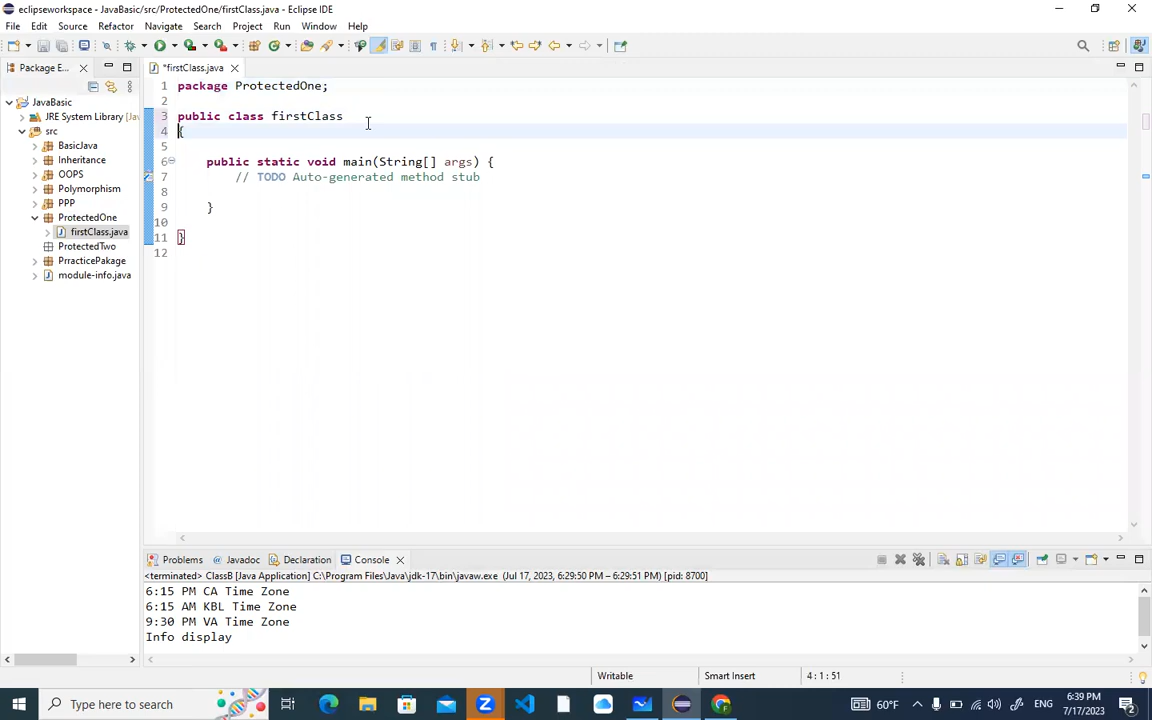 eclipseworkspace - JavaBasic/src/ProtectedOne/firstClass.java - Eclipse IDE
File Edit Source Refactor Navigate Search Project Run Window Help
Package E...
*firstClass.java
JavaBasic
JRE System Library [Jav
src
BasicJava
Inheritance
OOPS
Polymorphism
PPP
ProtectedOne
firstClass.java
ProtectedTwo
PrracticePakage
module-info.java
1 package ProtectedOne;
2
3 public class firstClass
4 {
5
6 public static void main(String[] args) {
7 // TODO Auto-generated method stub
8
9 }
10
11 }
12
Problems @ Javadoc Declaration Console
<terminated> ClassB [Java Application] C:\Program Files\Java\jdk-17\bin\javaw.exe (Jul 17, 2023, 6:29:50 PM – 6:29:51 PM) [pid: 8700]
6:15 PM CA Time Zone
6:15 AM KBL Time Zone
9:30 PM VA Time Zone
Info display
Writable Smart Insert 4 : 1 : 51
Type here to search
60°F ENG 6:39 PM
7/17/2023
2